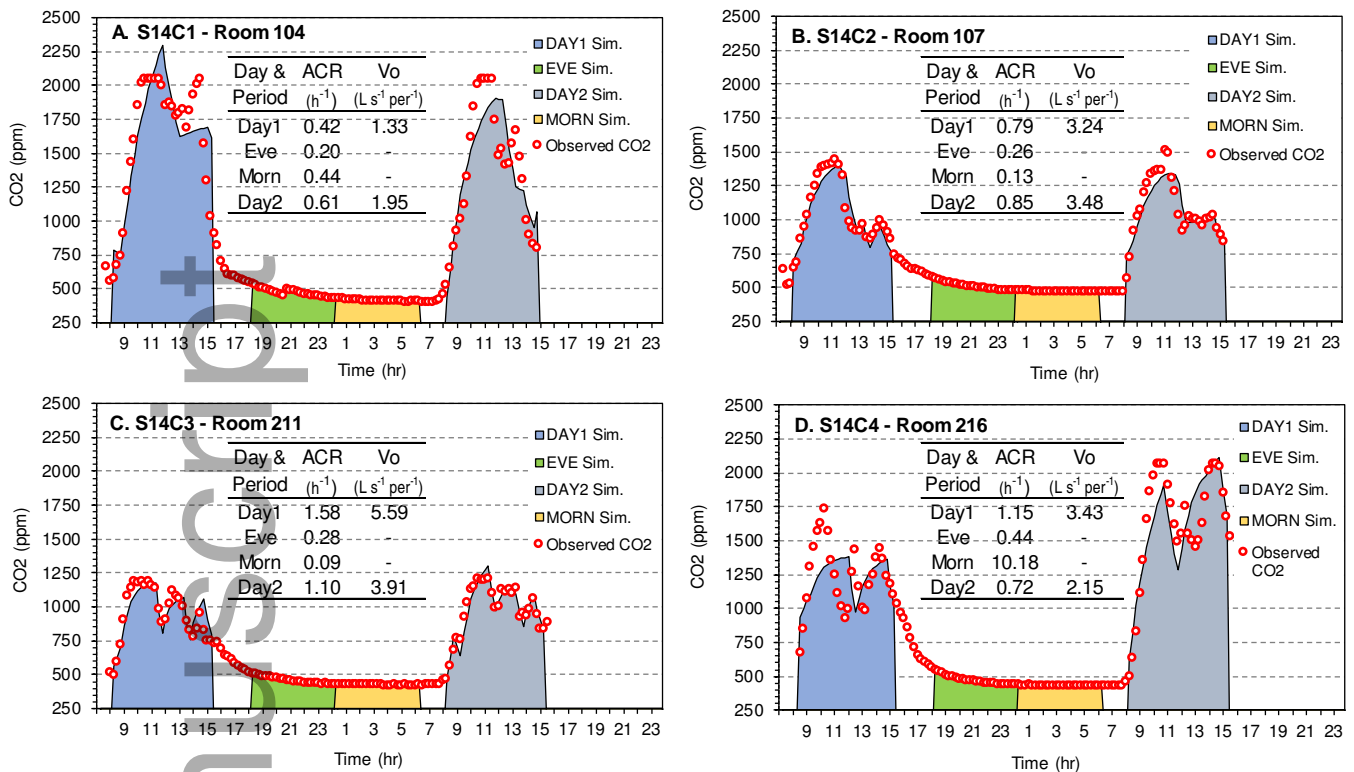 A. S14C1 - Room 104
Day & ACR Vo
Period (h⁻¹) (L s⁻¹ per⁻¹)
Day1 0.42 1.33
Eve 0.20 -
Morn 0.44 -
Day2 0.61 1.95
DAY1 Sim.
EVE Sim.
DAY2 Sim.
MORN Sim.
Observed CO2
CO2 (ppm)
2500
2250
2000
1750
1500
1250
1000
750
500
250
9 11 13 15 17 19 21 23 1 3 5 7 9 11 13 15 17 19 21 23
Time (hr)
B. S14C2 - Room 107
Day & ACR Vo
Period (h⁻¹) (L s⁻¹ per⁻¹)
Day1 0.79 3.24
Eve 0.26 -
Morn 0.13 -
Day2 0.85 3.48
DAY1 Sim.
EVE Sim.
DAY2 Sim.
MORN Sim.
Observed CO2
CO2 (ppm)
2500
2250
2000
1750
1500
1250
1000
750
500
250
9 11 13 15 17 19 21 23 1 3 5 7 9 11 13 15 17 19 21 23
Time (hr)
C. S14C3 - Room 211
Day & ACR Vo
Period (h⁻¹) (L s⁻¹ per⁻¹)
Day1 1.58 5.59
Eve 0.28 -
Morn 0.09 -
Day2 1.10 3.91
DAY1 Sim.
EVE Sim.
DAY2 Sim.
MORN Sim.
Observed CO2
CO2 (ppm)
2500
2250
2000
1750
1500
1250
1000
750
500
250
9 11 13 15 17 19 21 23 1 3 5 7 9 11 13 15 17 19 21 23
Time (hr)
D. S14C4 - Room 216
Day & ACR Vo
Period (h⁻¹) (L s⁻¹ per⁻¹)
Day1 1.15 3.43
Eve 0.44 -
Morn 10.18 -
Day2 0.72 2.15
DAY1 Sim.
EVE Sim.
DAY2 Sim.
MORN Sim.
Observed
CO2
CO2 (ppm)
2500
2250
2000
1750
1500
1250
1000
750
500
250
9 11 13 15 17 19 21 23 1 3 5 7 9 11 13 15 17 19 21 23
Time (hr)
uscript